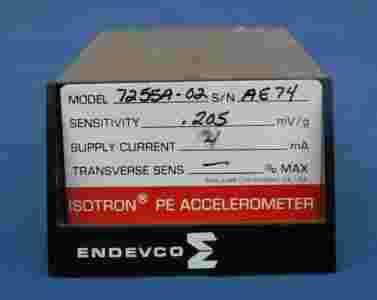 MODEL 7255A-02 S/N AE74
SENSITIVITY .205 mV/g
SUPPLY CURRENT 4 mA
TRANSVERSE SENS — % MAX
ISOTRON® PE ACCELEROMETER
ENDEVCO